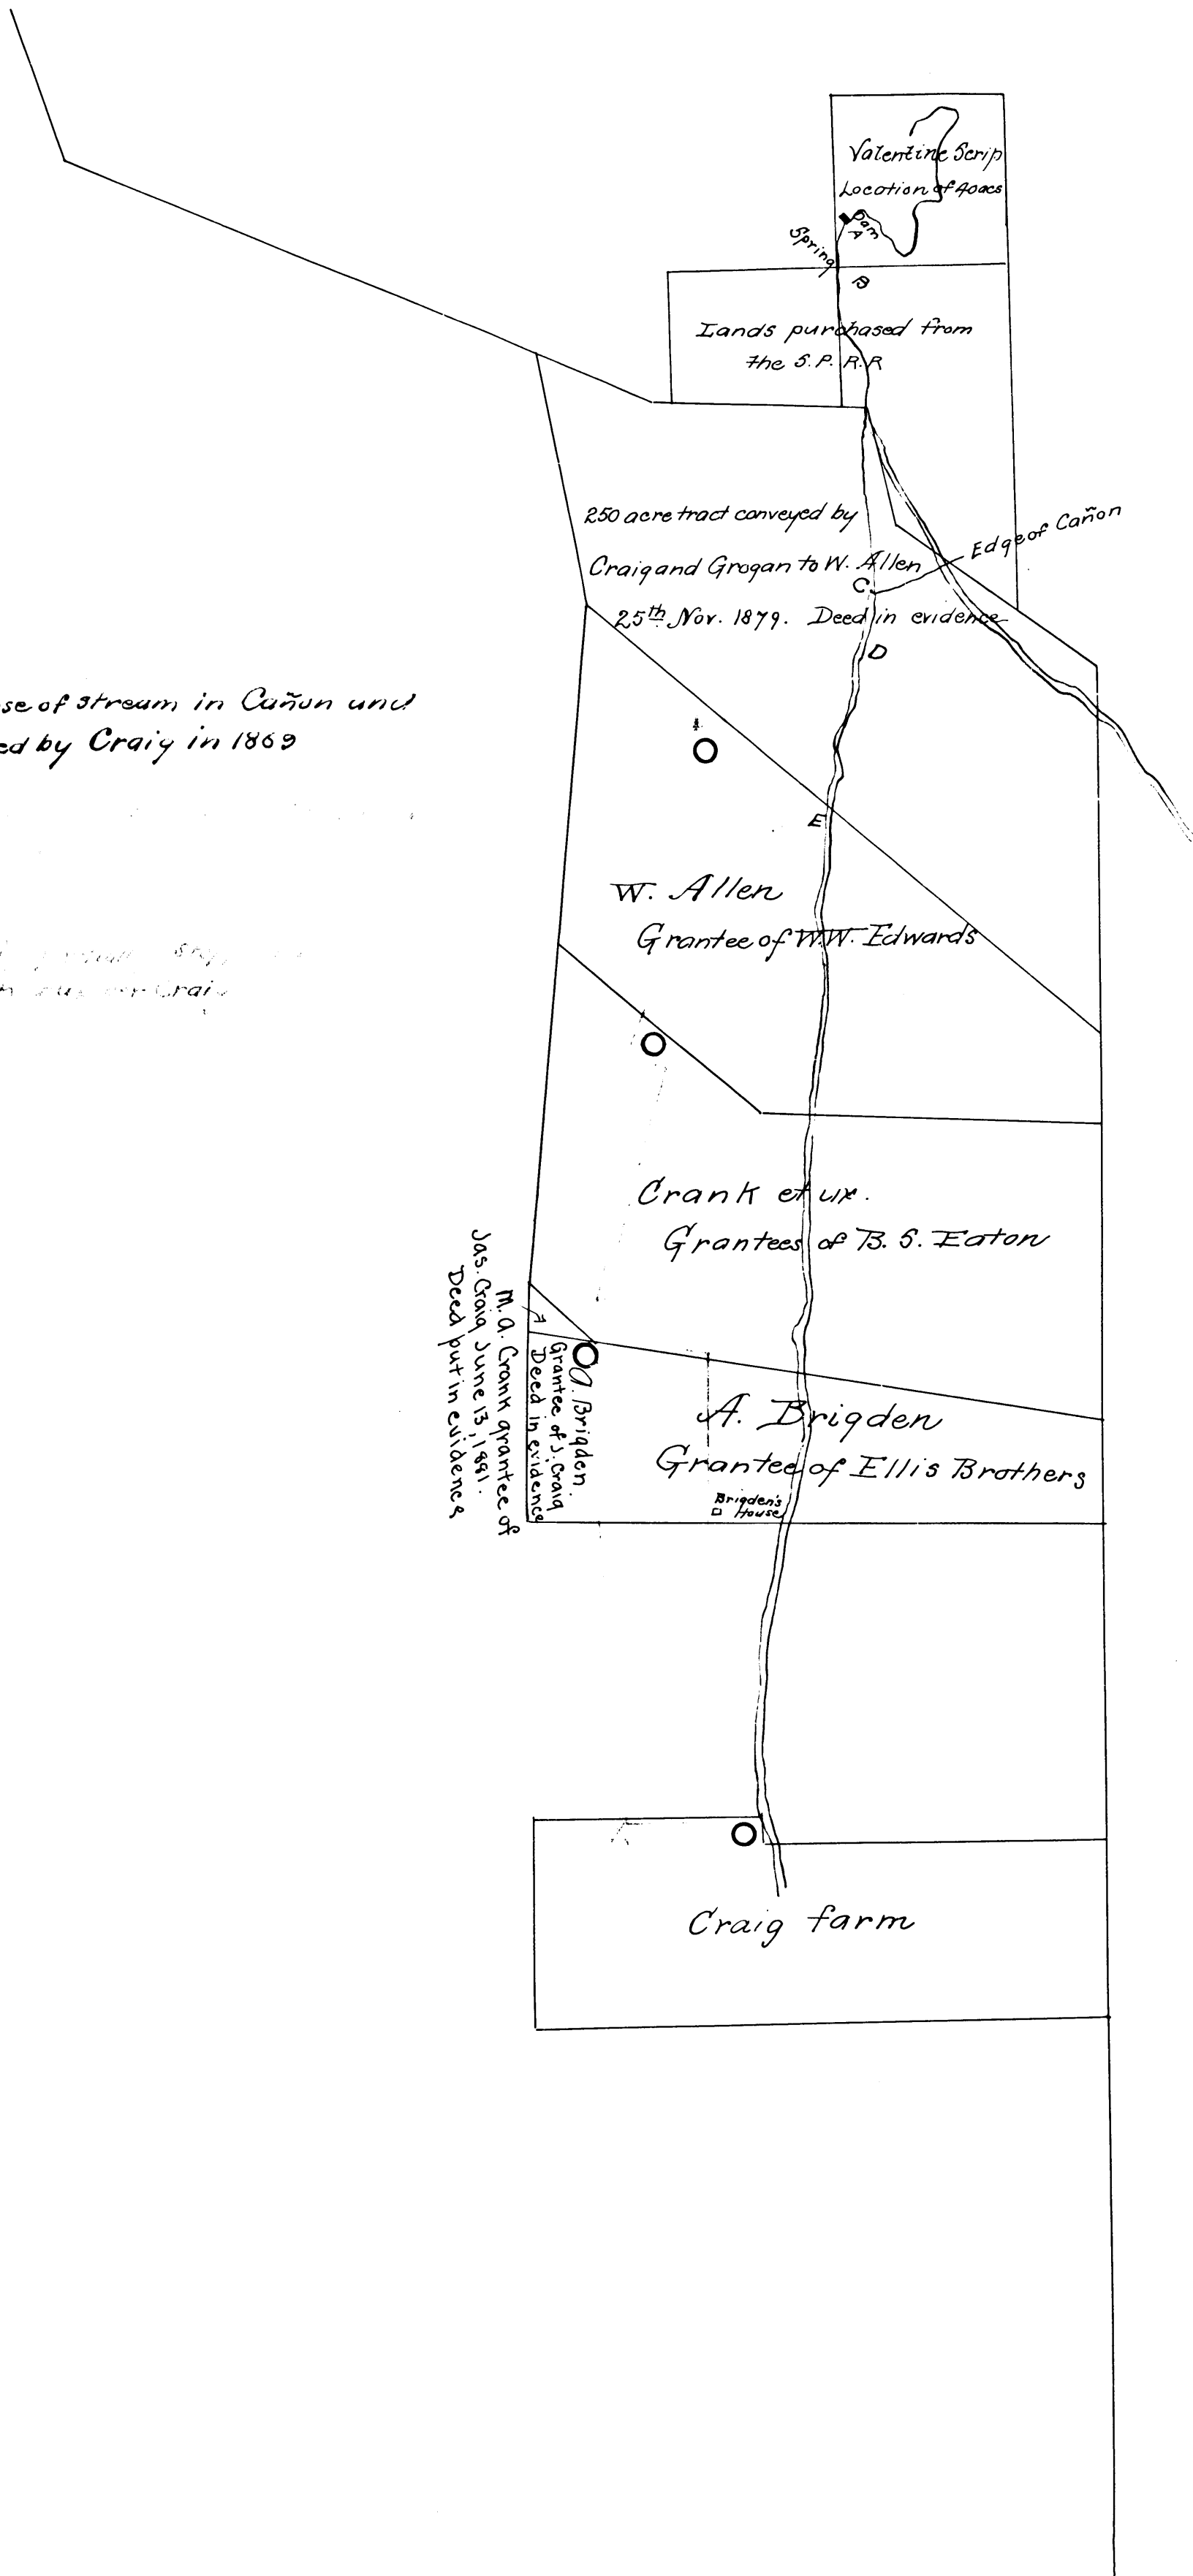 Valentine Scrip
Location of 40acs
Dam
A
Spring
B
Lands purchased from
the S. P. R. R
250 acre tract conveyed by
Craig and Grogan to W. Allen
25th Nov. 1879. Deed in evidence
Edge of Cañon
C
D
se of stream in Cañon und
ed by Craig in 1869
E
W. Allen
Grantee of W.W. Edwards
Crank et ux.
Grantees of B. S. Eaton
M. A. Crank grantee of
Jas. Craig June 13, 1881.
Deed put in evidence
A. Brigden.
Grantee of J. Craig
Deed in evidence
A. Brigden
Grantee of Ellis Brothers
Brigden's
House
Craig farm